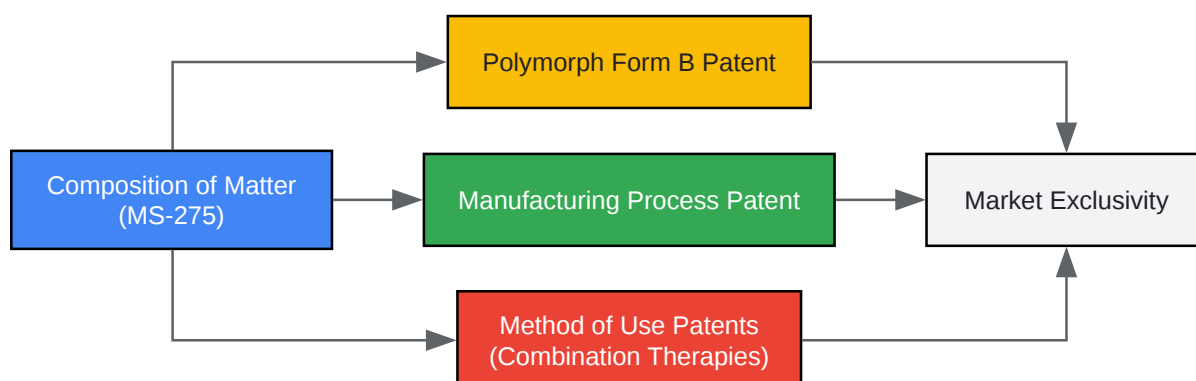 Polymorph Form B Patent
Composition of Matter
(MS-275)
Manufacturing Process Patent
Market Exclusivity
Method of Use Patents
(Combination Therapies)